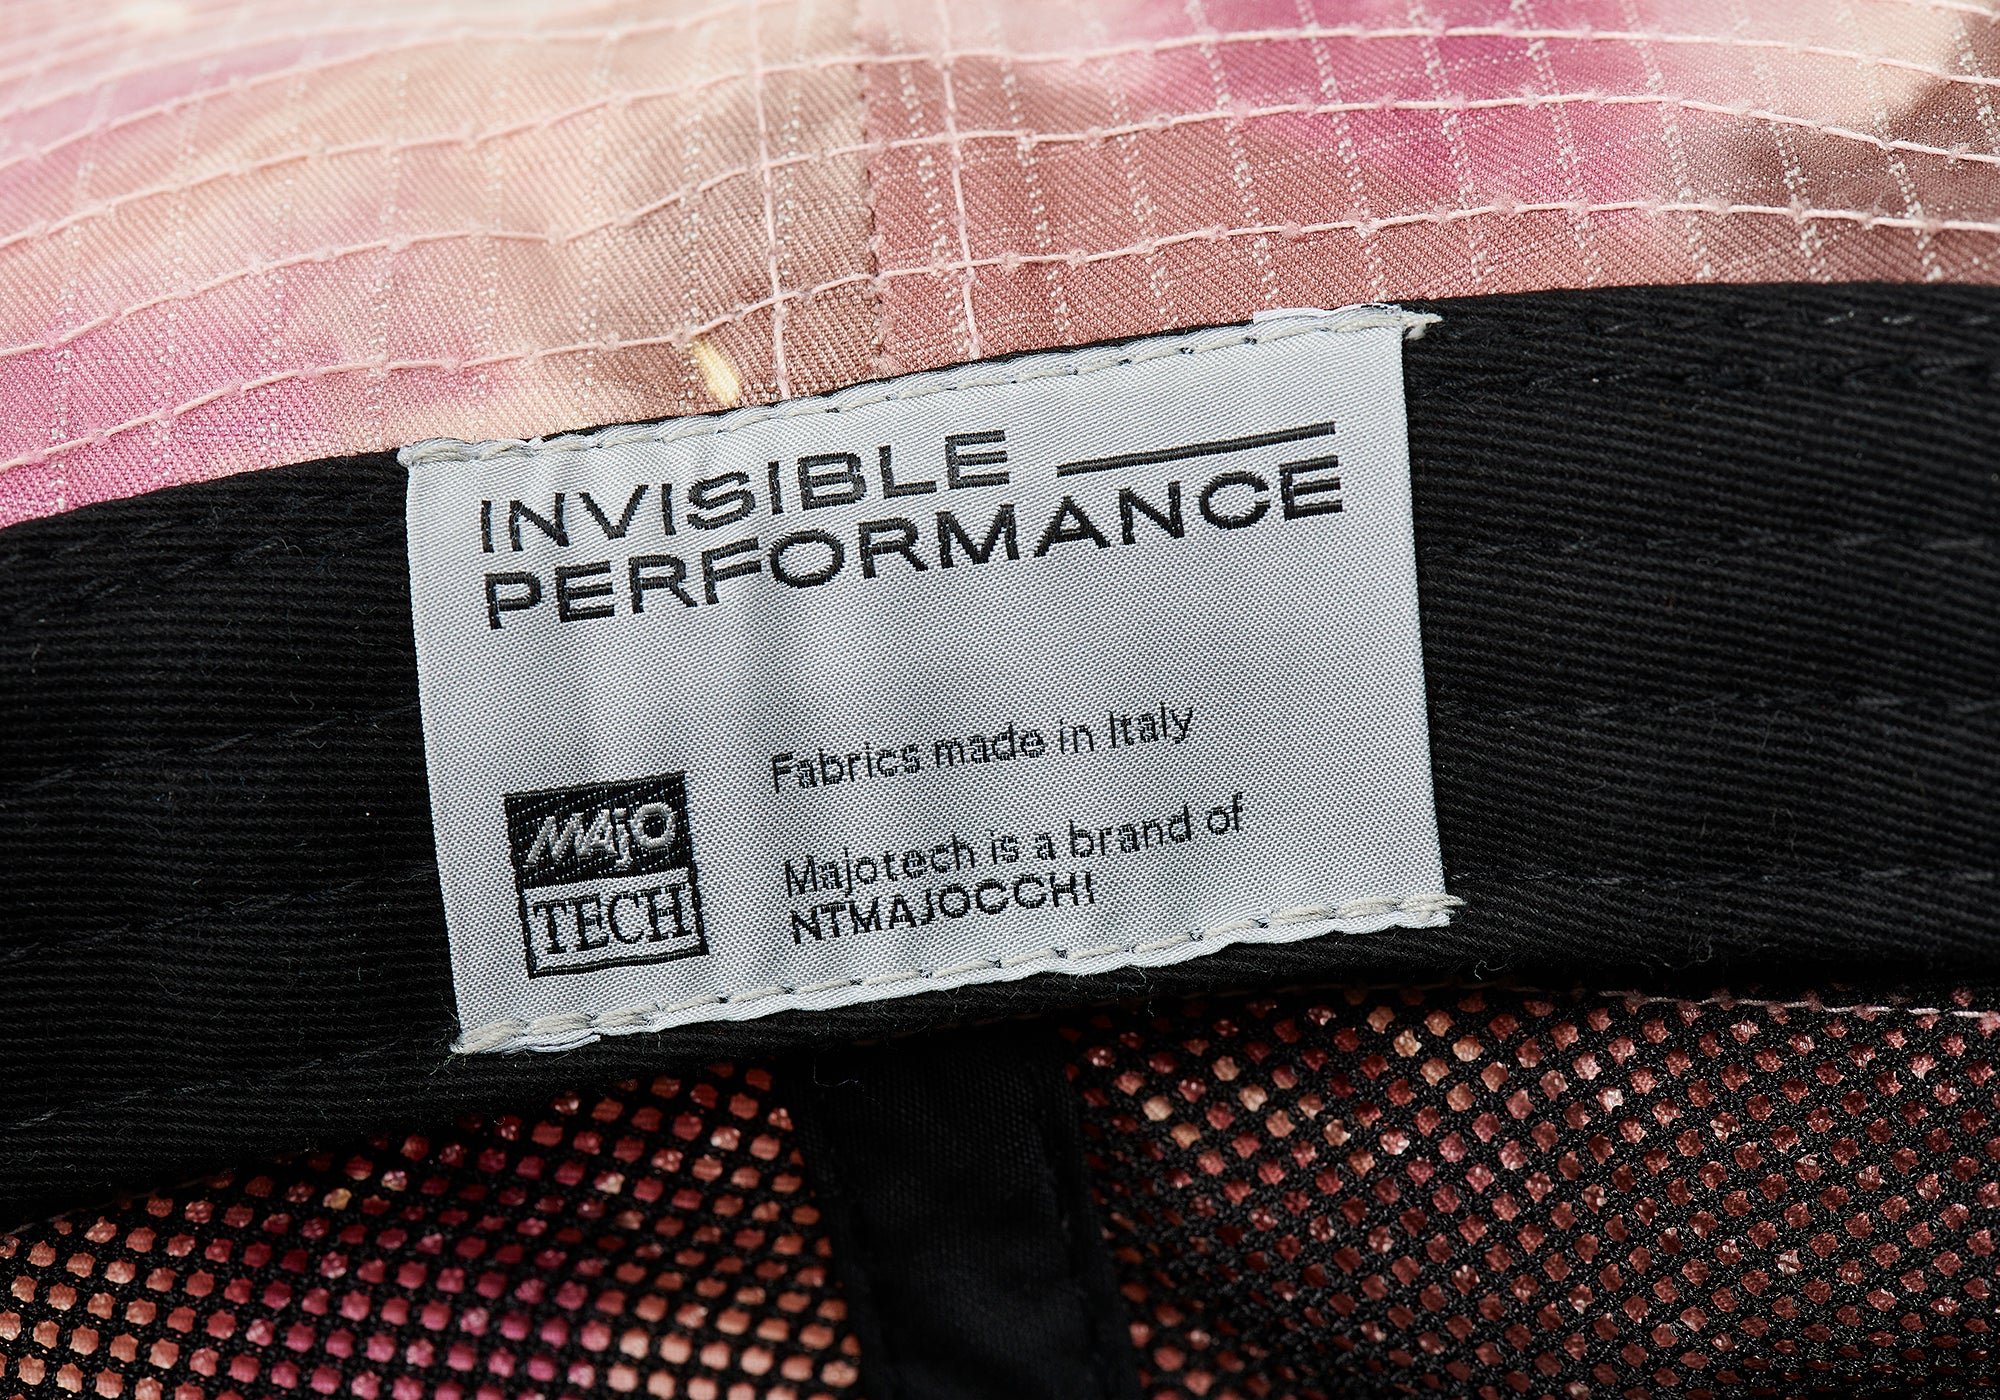 INVISIBLE
PERFORMANCE
Fabrics made in Italy
MAjO
TECH
Majotech is a brand of
NTMAJOCCHI